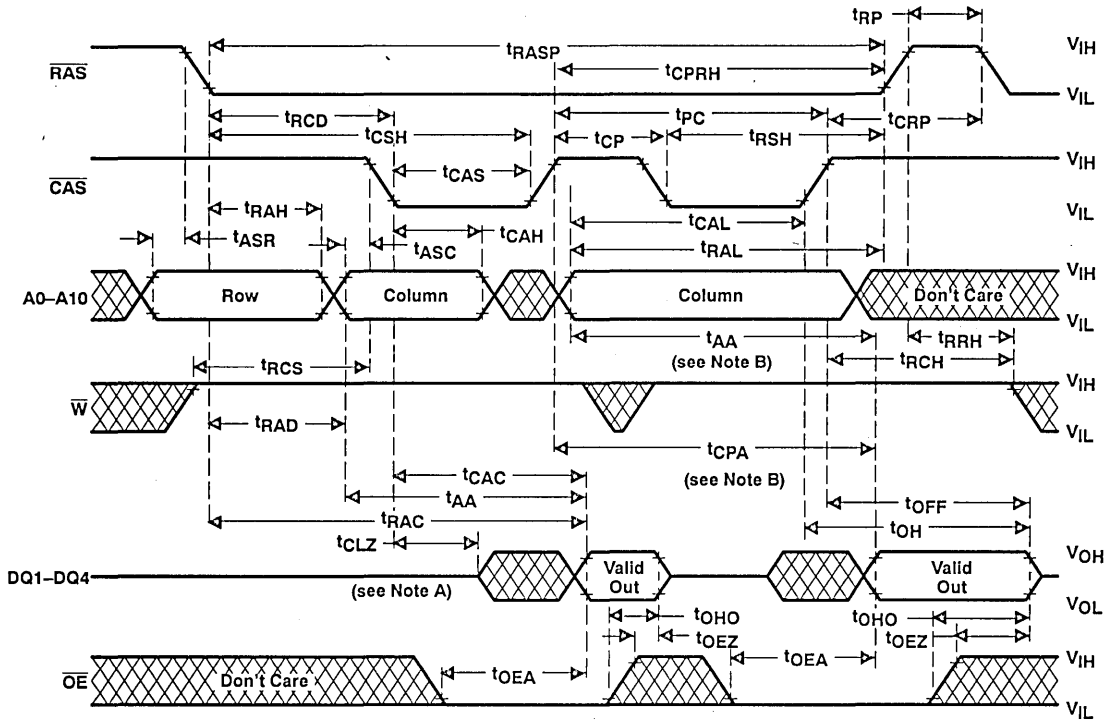 tRP
tRASP
VIH
RAS
tCPRH
VIL
tRCD
tPC
tCRP
tCSH
tCP
tRSH
VIH
CAS
tCAS
VIL
tRAH
tCAL
tASR
tCAH
tASC
tRAL
VIH
A0–A10
Row
Column
Column
Don't Care
VIL
tAA
tRRH
(see Note B)
tRCS
tRCH
VIH
W
tRAD
VIL
tCPA
tCAC
(see Note B)
tAA
tOFF
tRAC
tOH
tCLZ
VOH
DQ1–DQ4
(see Note A)
Valid
Out
Valid
Out
VOL
tOHO
tOHO
tOEZ
tOEZ
VIH
OE
Don't Care
tOEA
tOEA
VIL